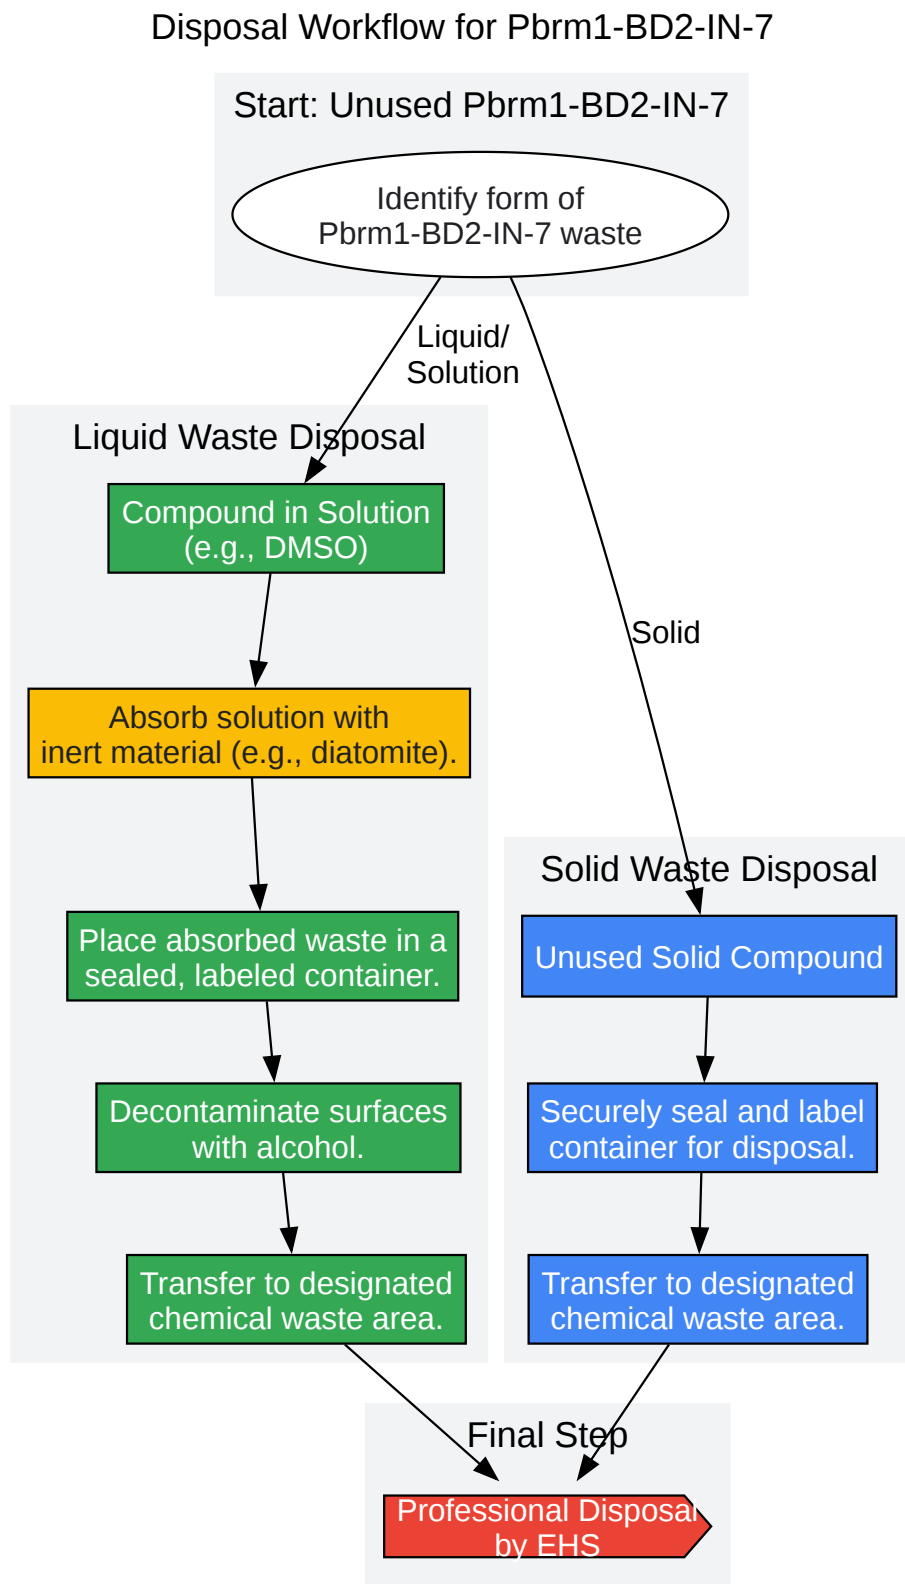 Disposal Workflow for Pbrm1-BD2-IN-7
Start: Unused Pbrm1-BD2-IN-7
Identify form of
Pbrm1-BD2-IN-7 waste
Liquid/
Solution
Liquid Waste Disposal
Compound in Solution
(e.g., DMSO)
Absorb solution with
inert material (e.g., diatomite).
Place absorbed waste in a
sealed, labeled container.
Decontaminate surfaces
with alcohol.
Transfer to designated
chemical waste area.
Solid
Solid Waste Disposal
Unused Solid Compound
Securely seal and label
container for disposal.
Transfer to designated
chemical waste area.
Final Step
Professional Disposal
by EHS